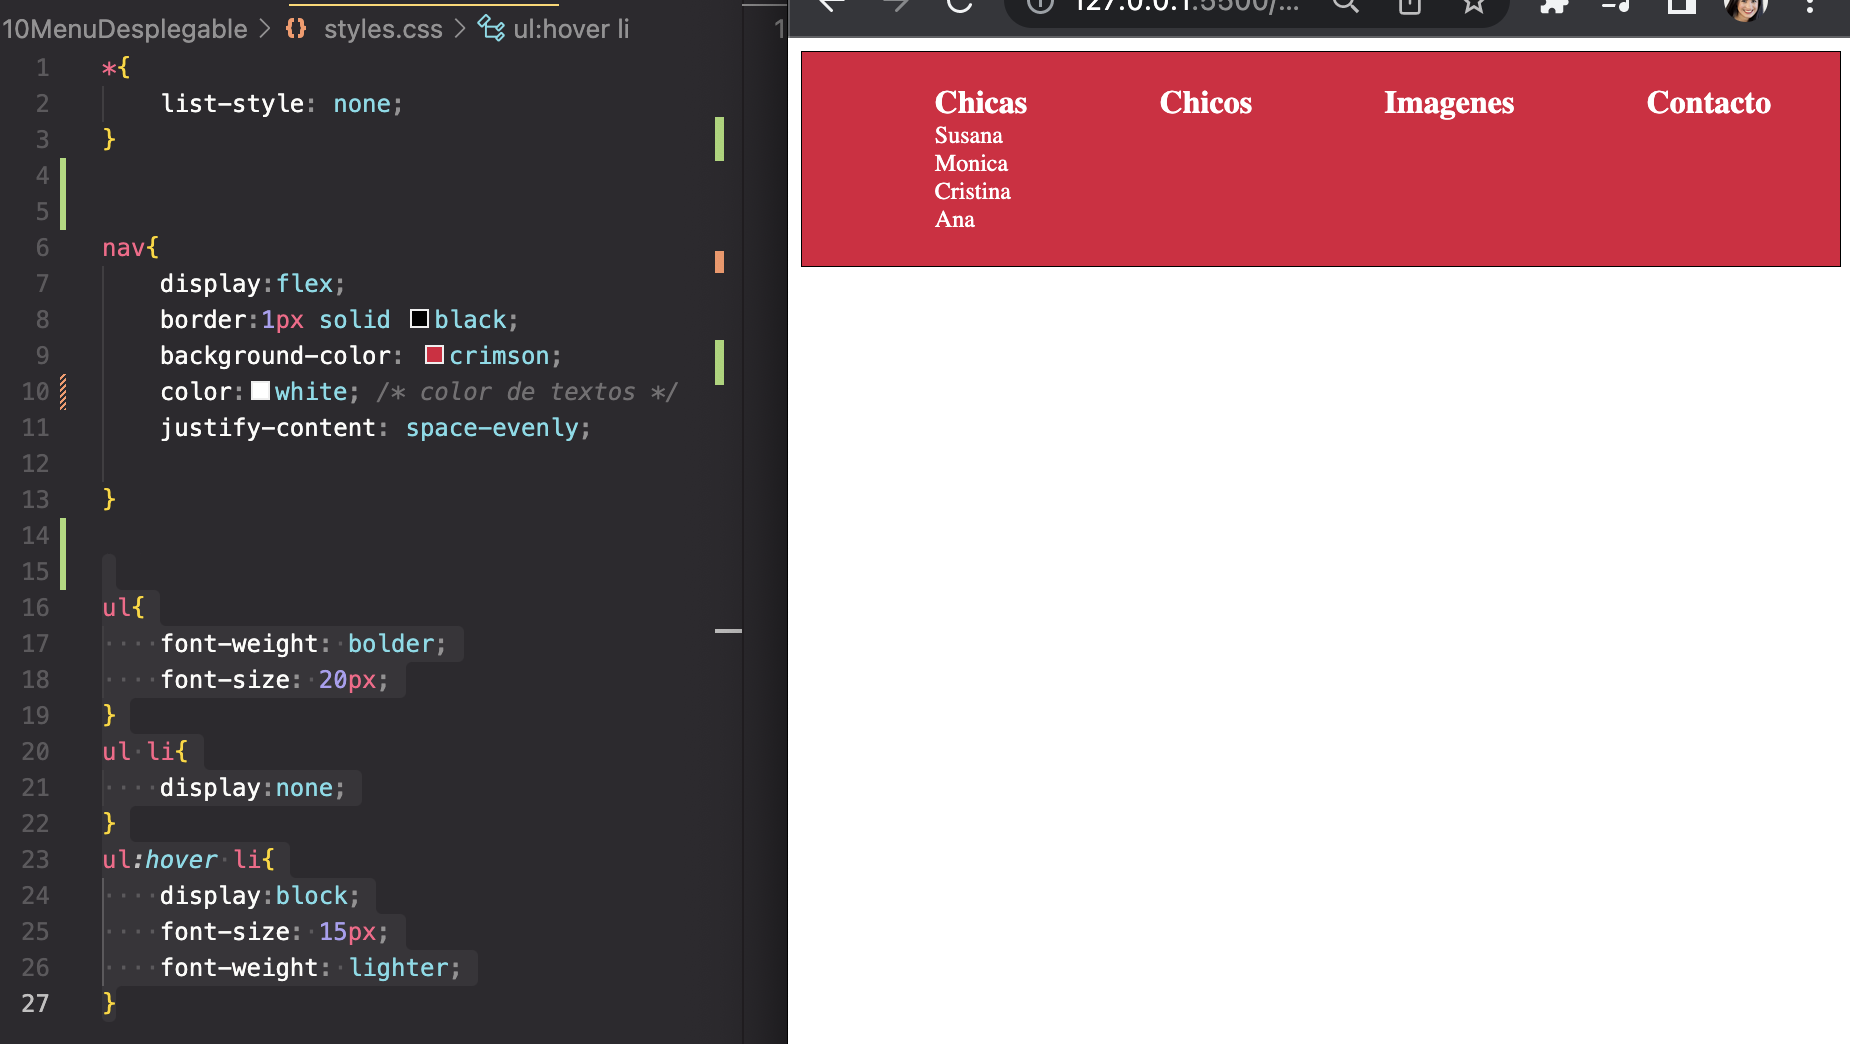 10MenuDesplegable > {} styles.css > ul:hover li
1 *{
2 list-style: none;
3 }
4
5
6 nav{
7 display:flex;
8 border:1px solid black;
9 background-color: crimson;
10 color:white; /* color de textos */
11 justify-content: space-evenly;
12
13 }
14
15
16 ul{
17 font-weight: bolder;
18 font-size: 20px;
19 }
20 ul li{
21 display:none;
22 }
23 ul:hover li{
24 display:block;
25 font-size: 15px;
26 font-weight: lighter;
27 }
1
127.0.0.1:5500/...
Chicas Chicos Imagenes Contacto
Susana
Monica
Cristina
Ana